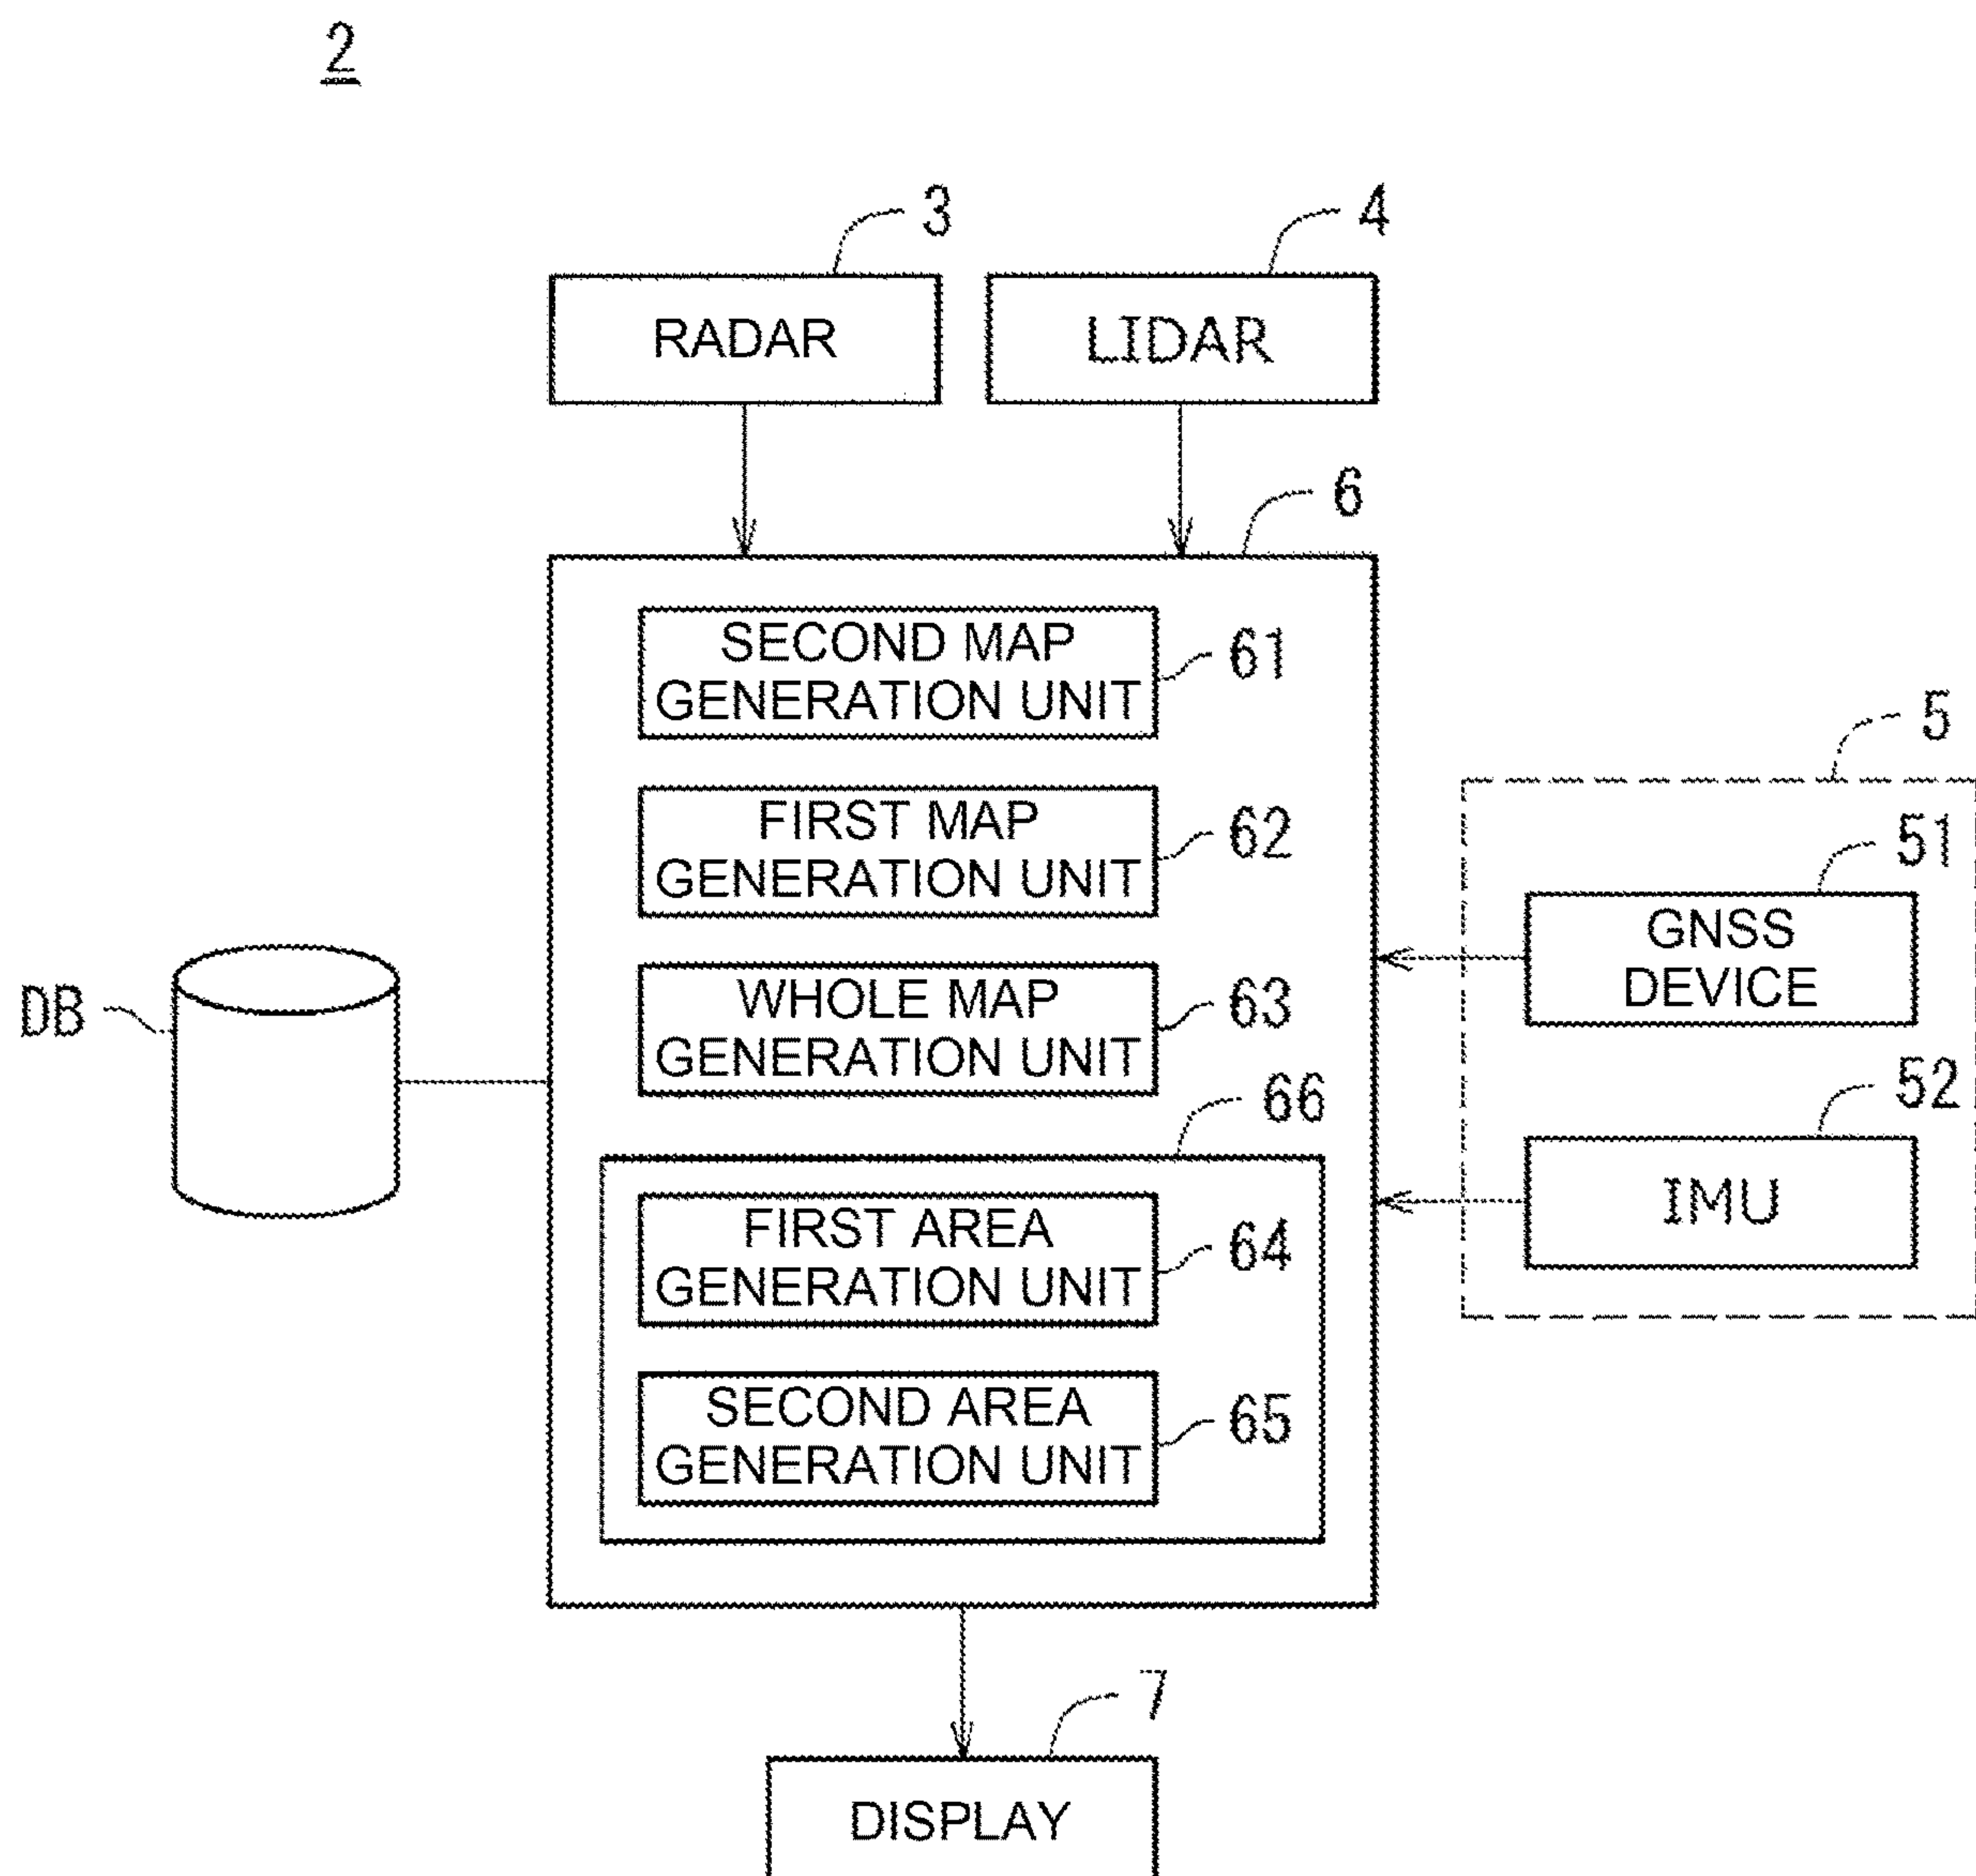 2
3
4
RADAR
LIDAR
6
SECOND MAP
GENERATION UNIT
61
5
FIRST MAP
GENERATION UNIT
62
51
GNSS
DEVICE
DB
WHOLE MAP
GENERATION UNIT
63
52
66
IMU
FIRST AREA
GENERATION UNIT
64
SECOND AREA
GENERATION UNIT
65
7
DISPLAY